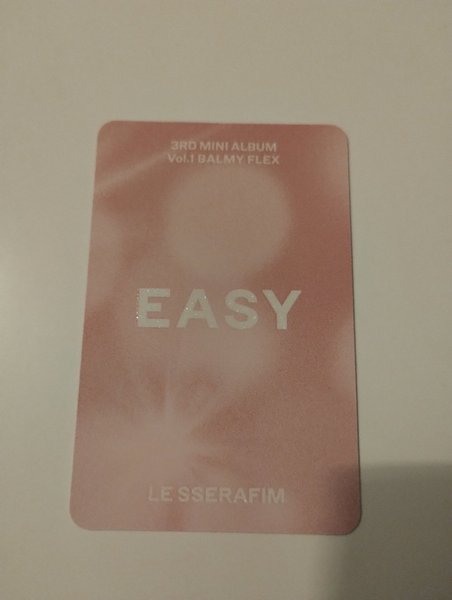 3RD MINI ALBUM
Vol.1 BALMY FLEX
EASY
LE SSERAFIM